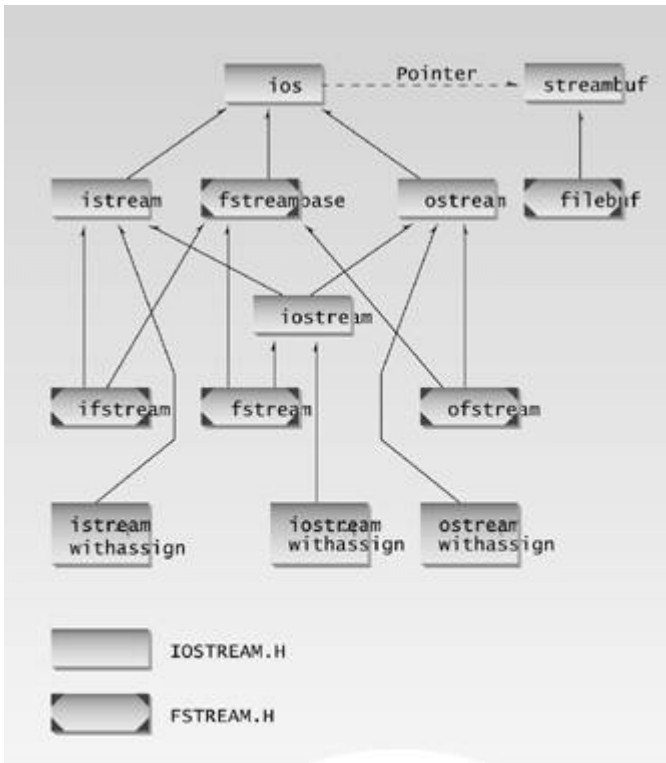 Pointer
ios
streambuf
istream
fstreambase
ostream
filebuf
iostream
ifstream
fstream
ofstream
istream
withassign
iostream
withassign
ostream
withassign
IOSTREAM.H
FSTREAM.H